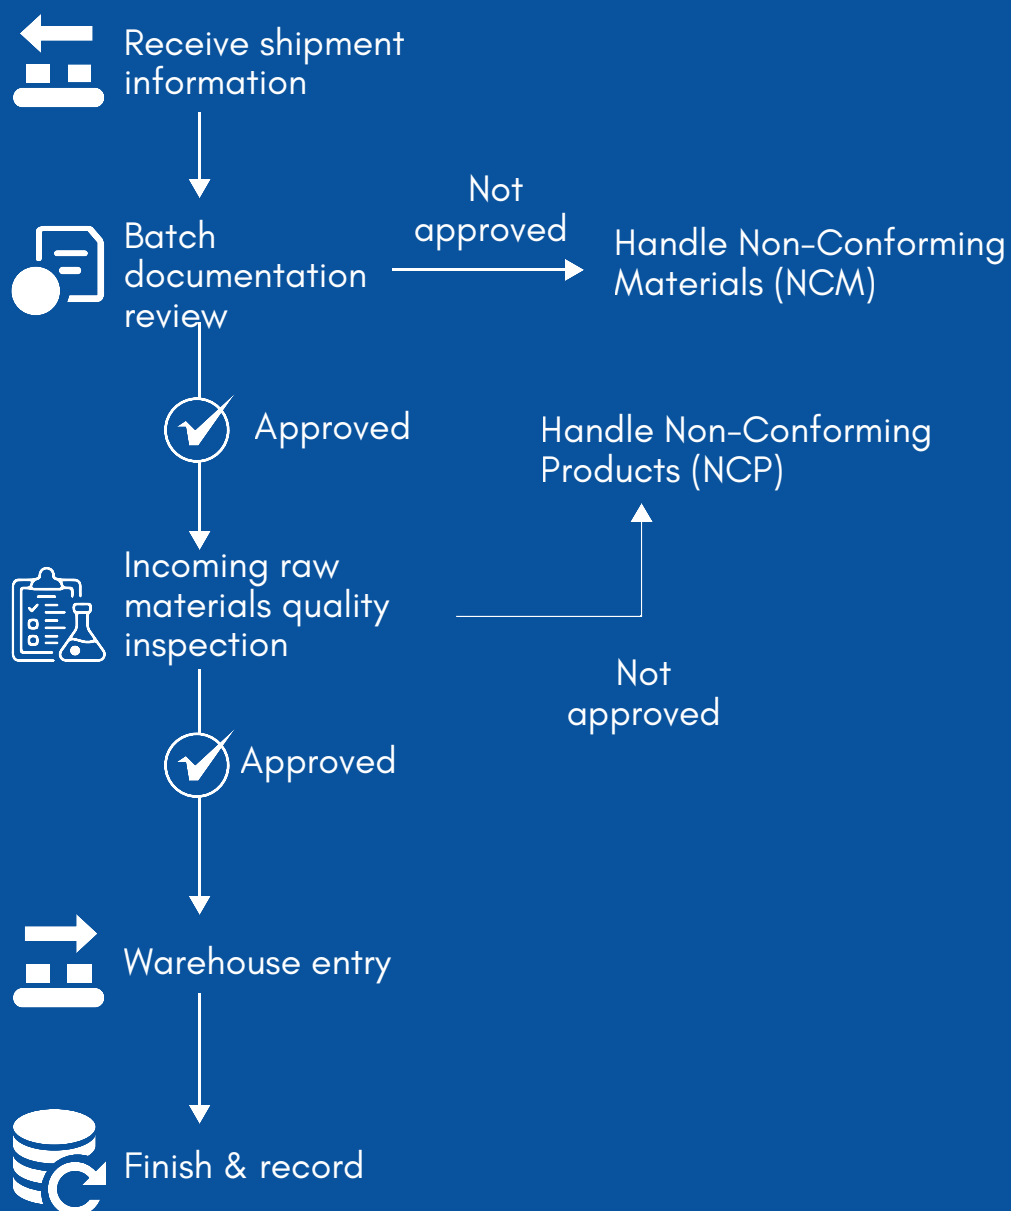 Receive shipment
information
Not
approved
Batch
documentation
review
Handle Non-Conforming
Materials (NCM)
Approved
Handle Non-Conforming
Products (NCP)
Incoming raw
materials quality
inspection
Not
approved
Approved
Warehouse entry
Finish & record